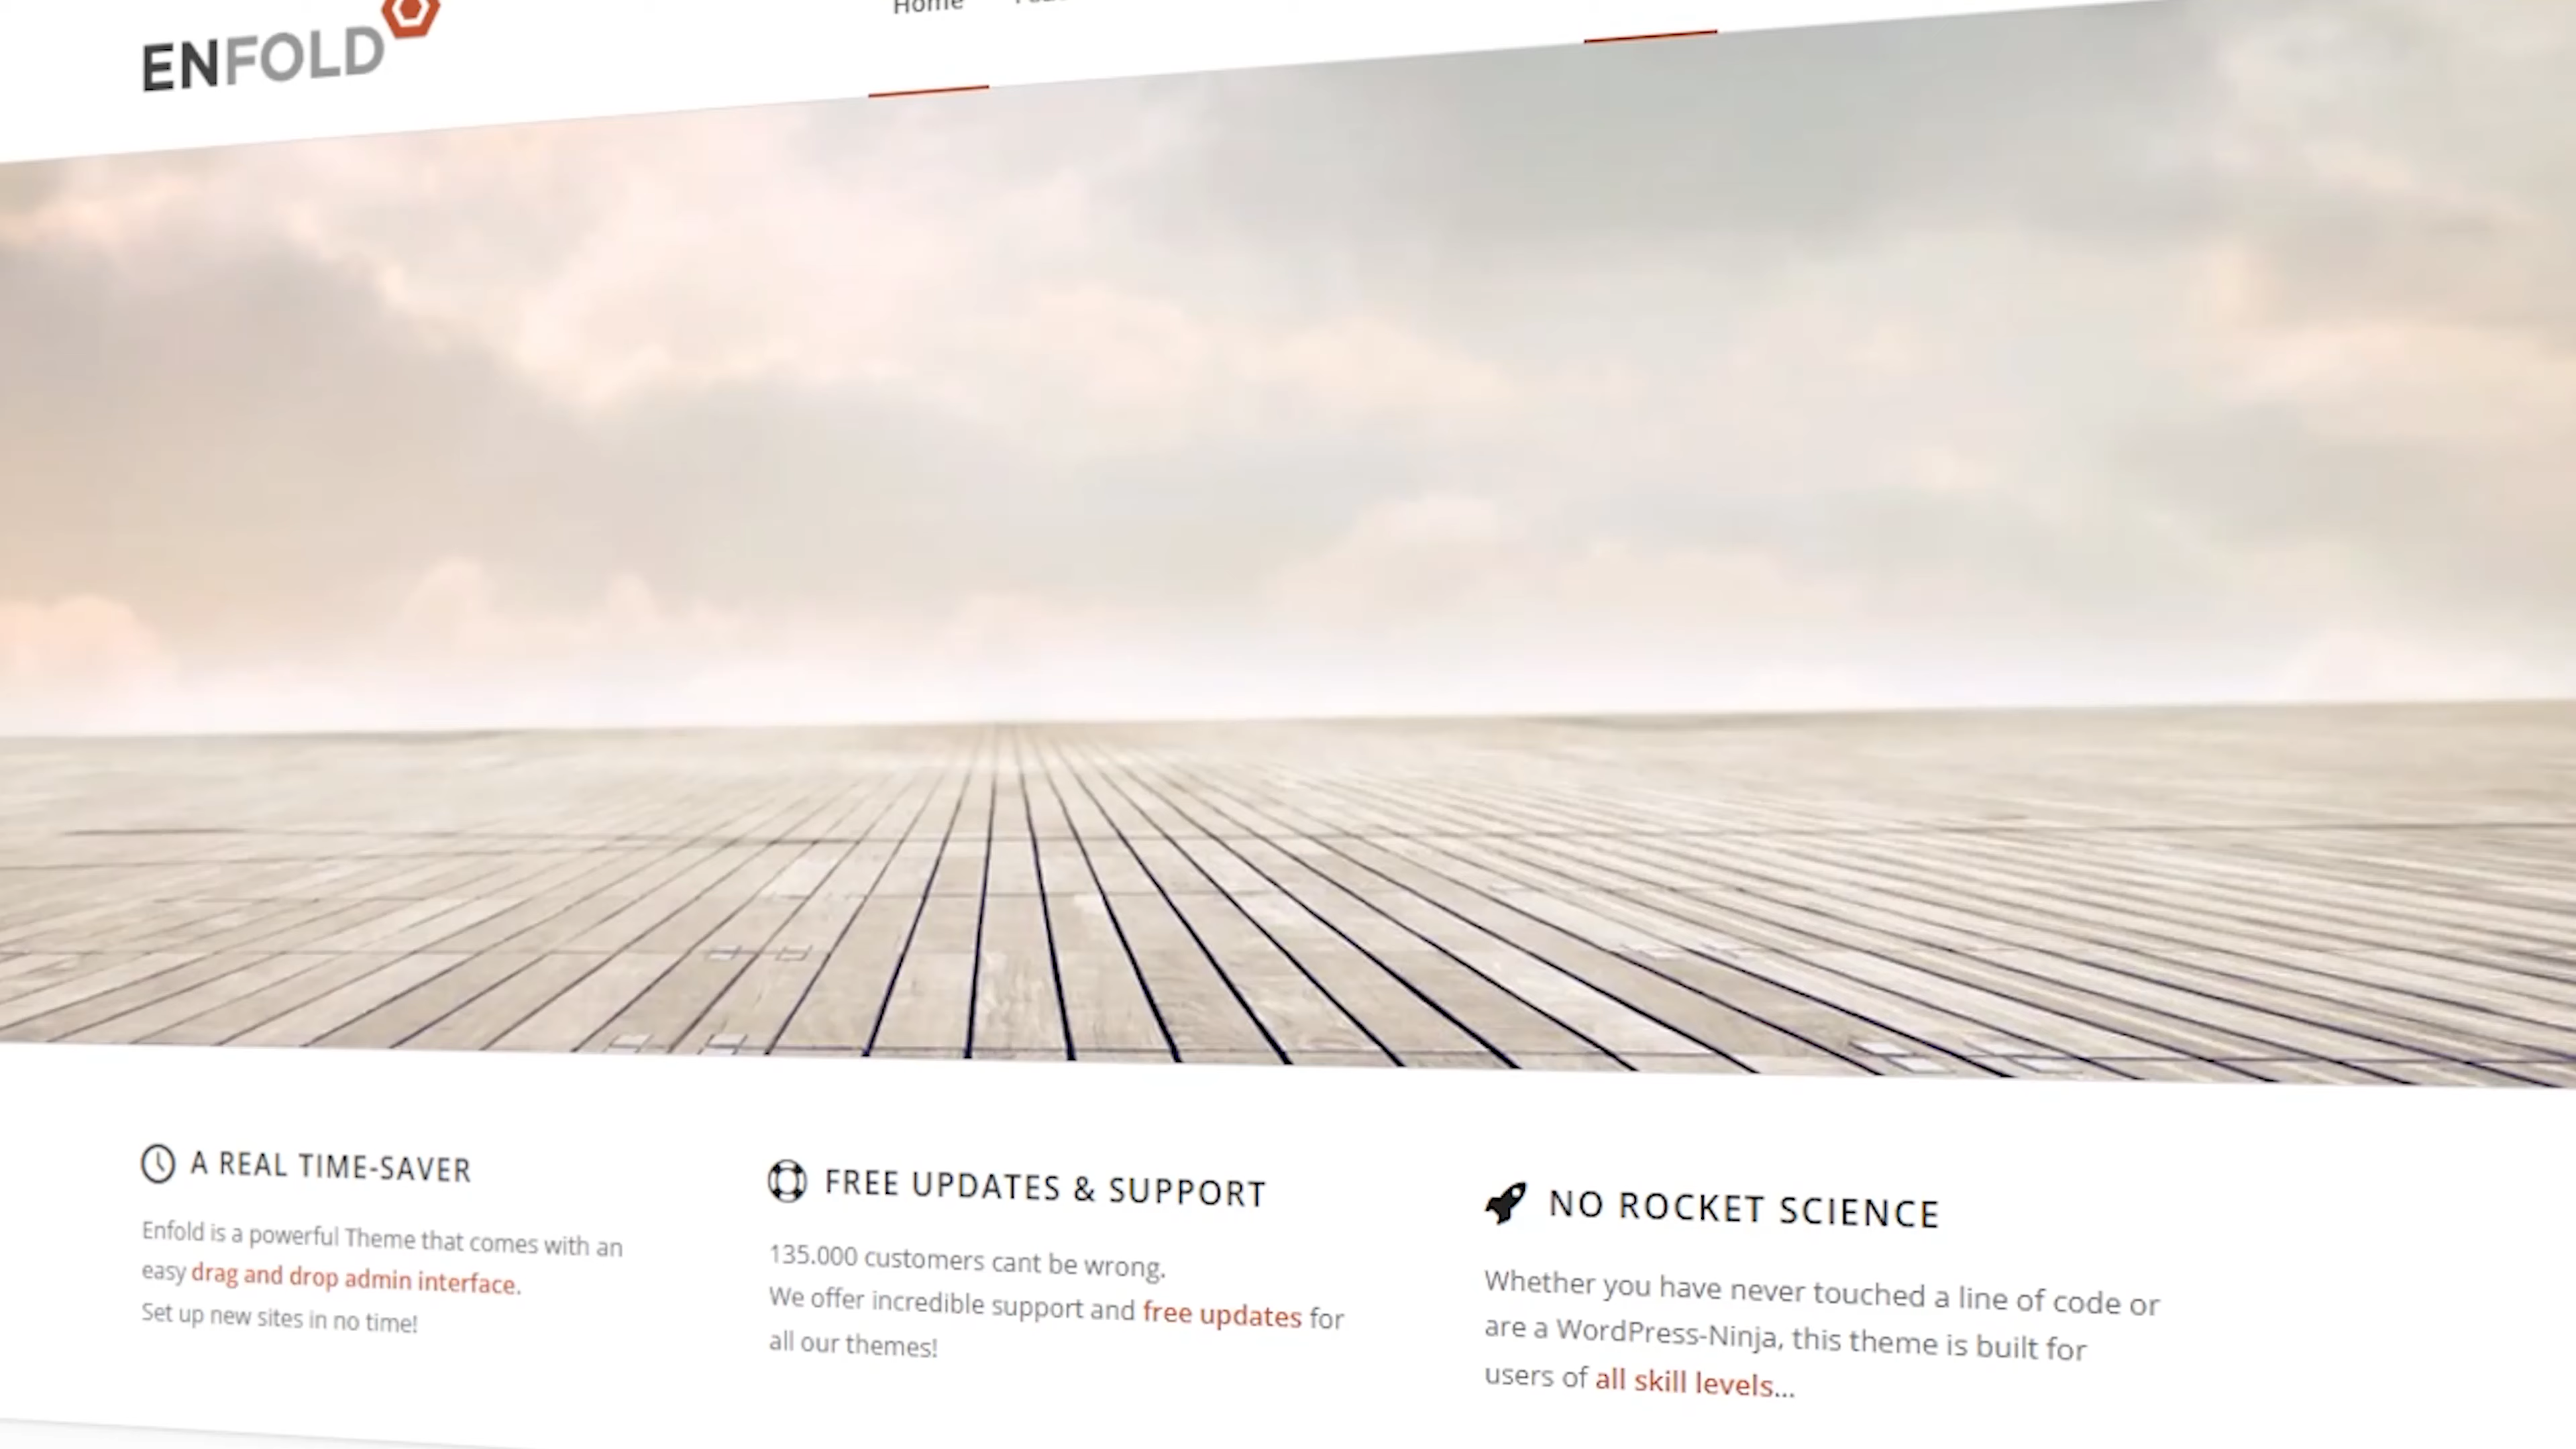 ENFOLD
Home
A REAL TIME-SAVER
Enfold is a powerful Theme that comes with an
easy drag and drop admin interface.
Set up new sites in no time!
FREE UPDATES & SUPPORT
135.000 customers cant be wrong.
We offer incredible support and free updates for
all our themes!
NO ROCKET SCIENCE
Whether you have never touched a line of code or
are a WordPress-Ninja, this theme is built for
users of all skill levels...